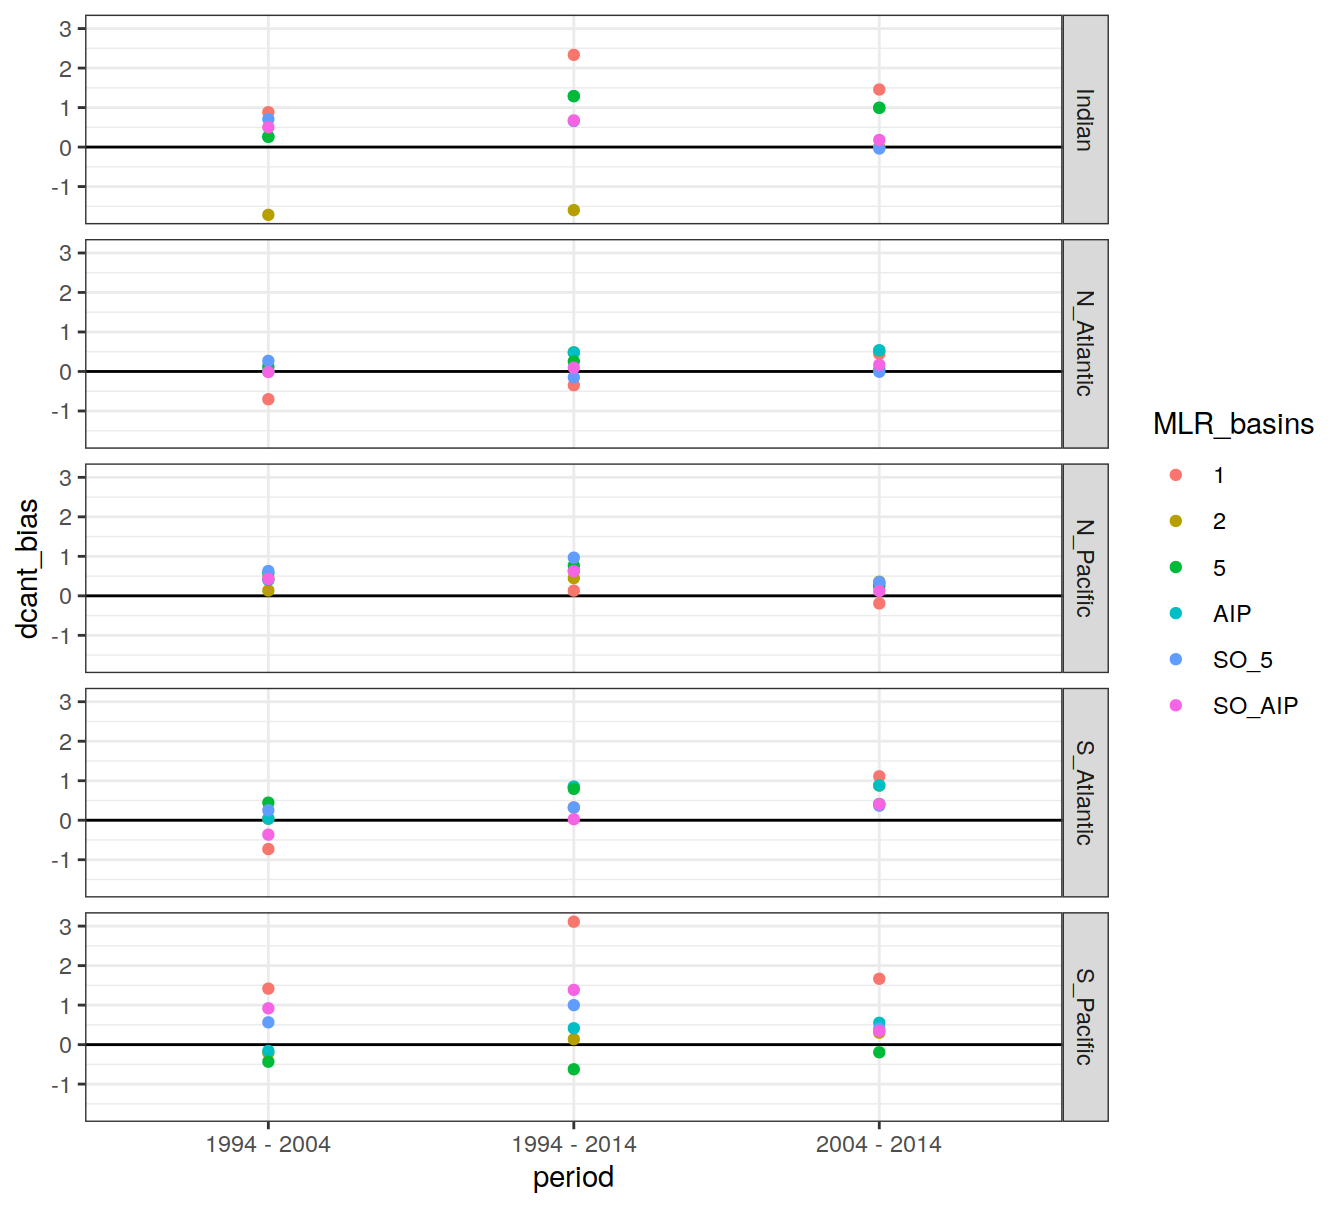 3
2
1
0
-1
Indian
3
2
1
0
-1
N_Atlantic
3
2
1
0
-1
N_Pacific
3
2
1
0
-1
S_Atlantic
3
2
1
0
-1
S_Pacific
dcant_bias
1994 - 2004
1994 - 2014
2004 - 2014
period
MLR_basins
1
2
5
AIP
SO_5
SO_AIP